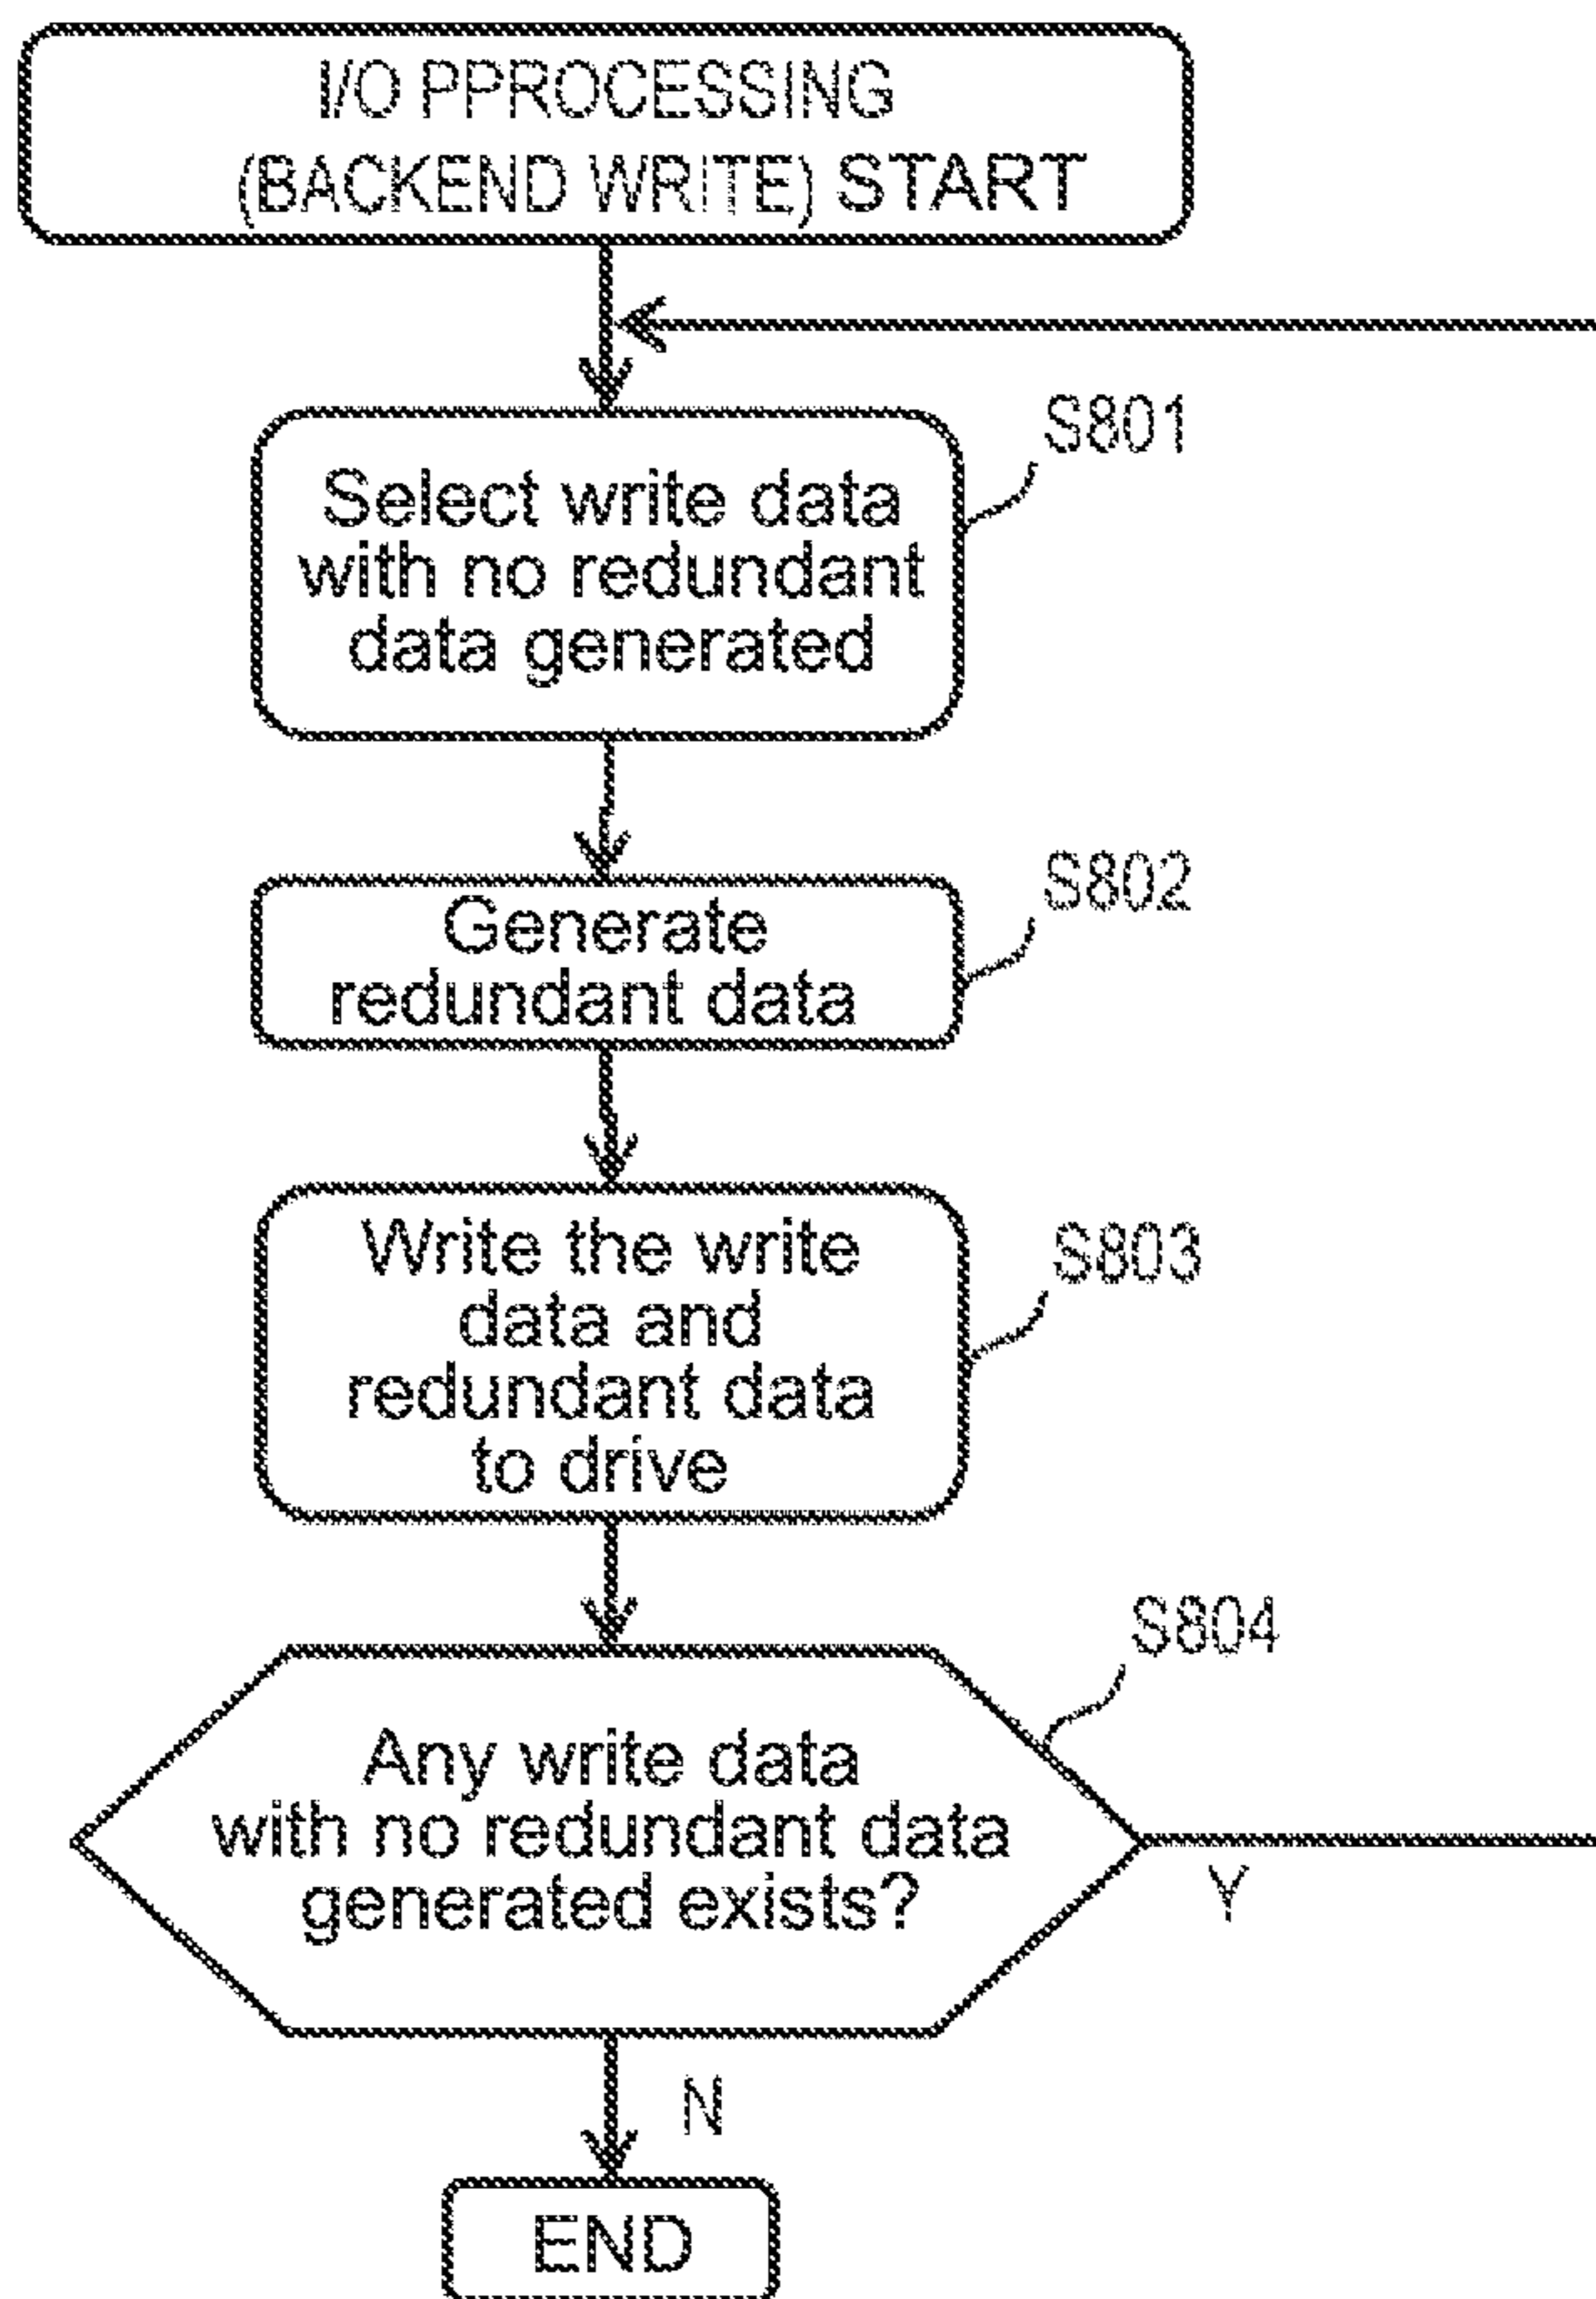 I/O PPROCESSING
(BACKEND WRITE) START
S801
Select write data
with no redundant
data generated
S802
Generate
redundant data
S803
Write the write
data and
redundant data
to drive
S804
Any write data
with no redundant data
generated exists?
Y
N
END